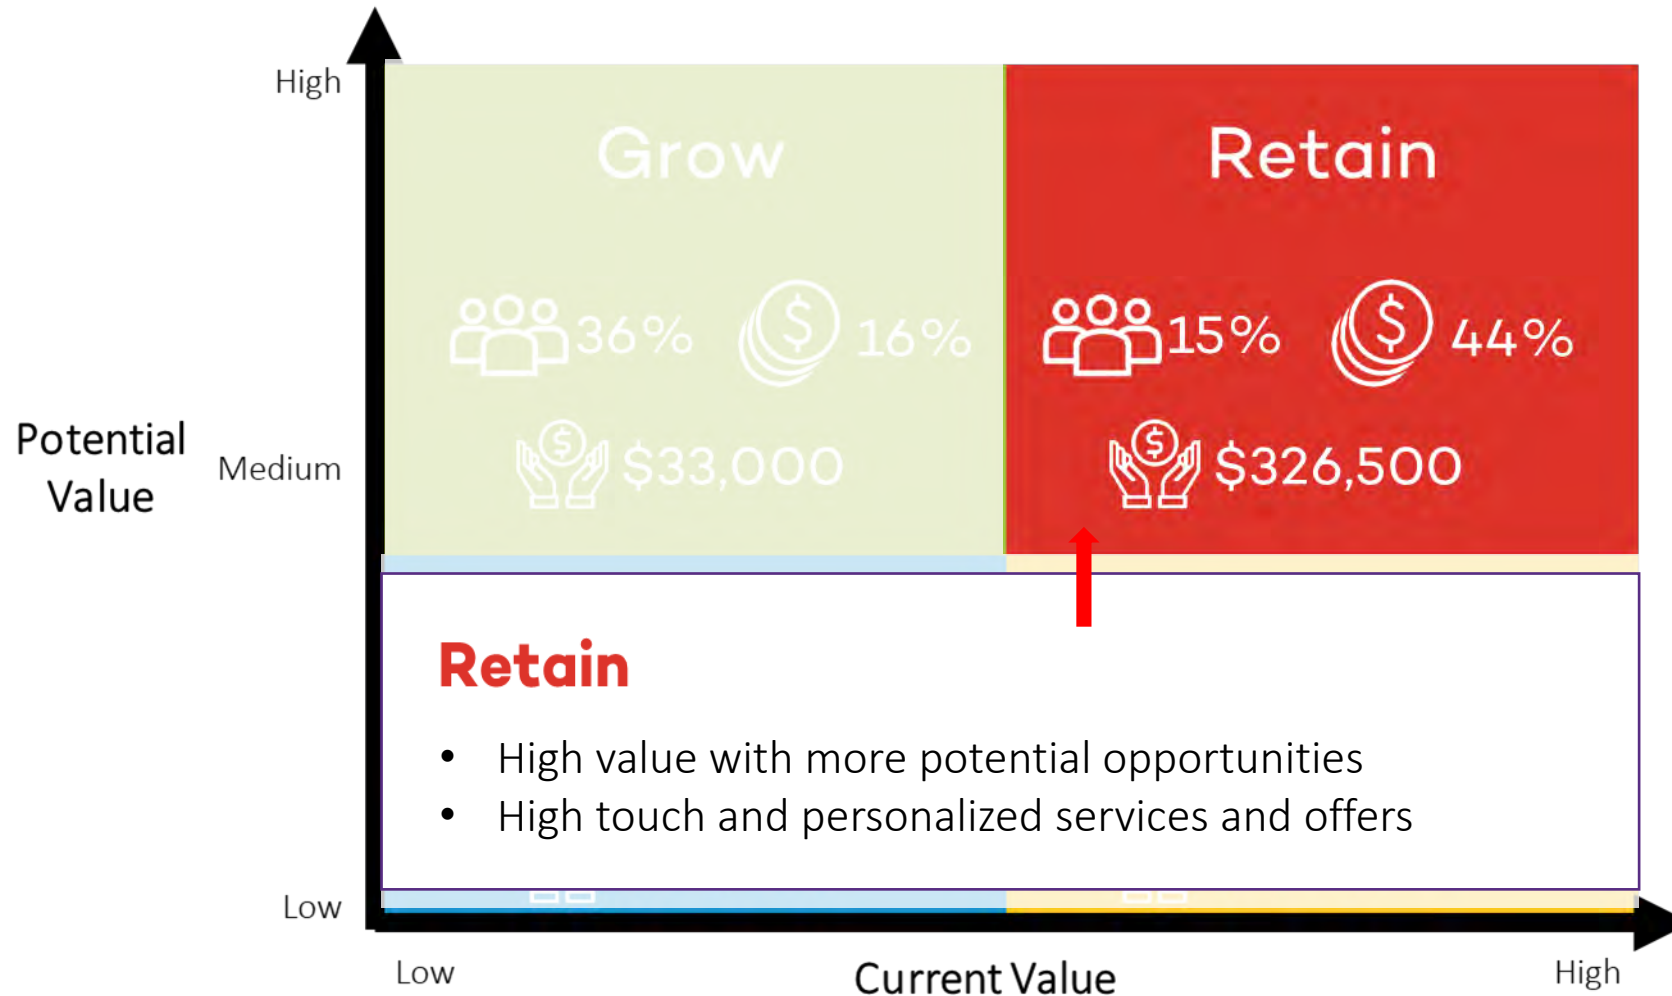 High
Grow
Retain
36%
16%
15%
44%
Potential
Value
Medium
$33,000
$326,500
Retain
• High value with more potential opportunities
• High touch and personalized services and offers
Low
Low
Current Value
High